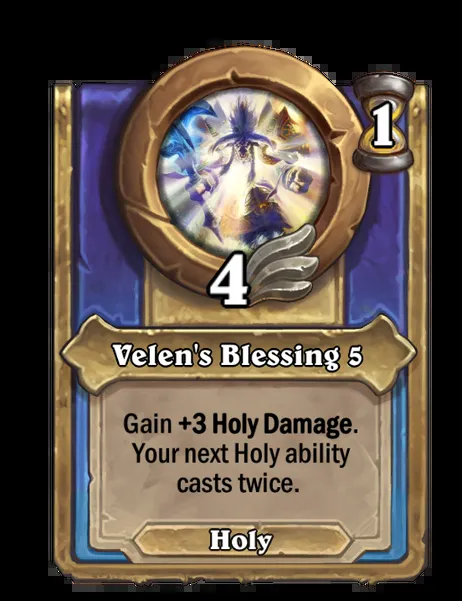 1
4
Velen's Blessing 5
Gain +3 Holy Damage.
Your next Holy ability
casts twice.
Holy